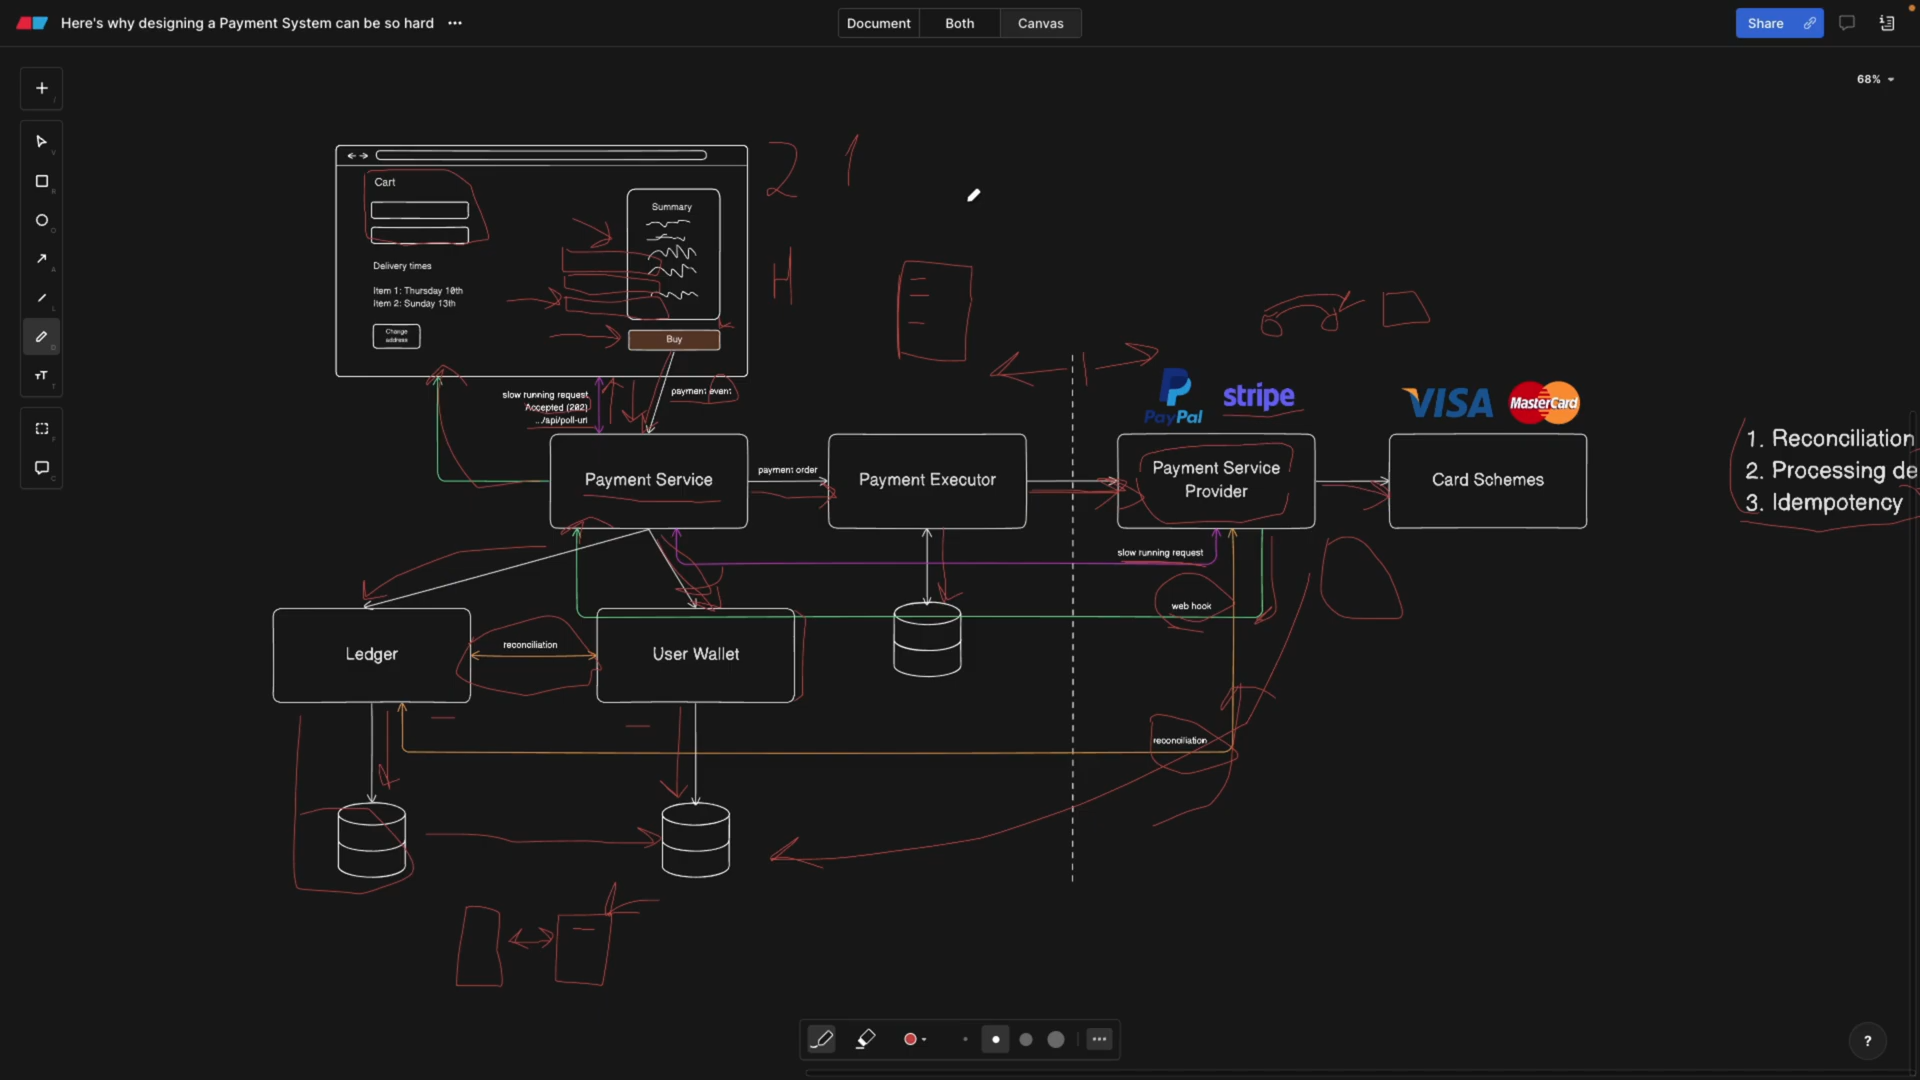 Here's why designing a Payment System can be so hard
Document
Both
Canvas
Share
68%
Cart
Summary
Delivery times
Item 1: Thursday 10th
Item 2: Sunday 13th
Change
address
Buy
2 1
H
slow running request
Accepted (202)
.../api/poll-url
payment event
PayPal
stripe
VISA
MasterCard
Payment Service
payment order
Payment Executor
Payment Service
Provider
Card Schemes
1. Reconciliation
2. Processing de
3. Idempotency
slow running request
web hook
Ledger
reconciliation
User Wallet
reconciliation
?